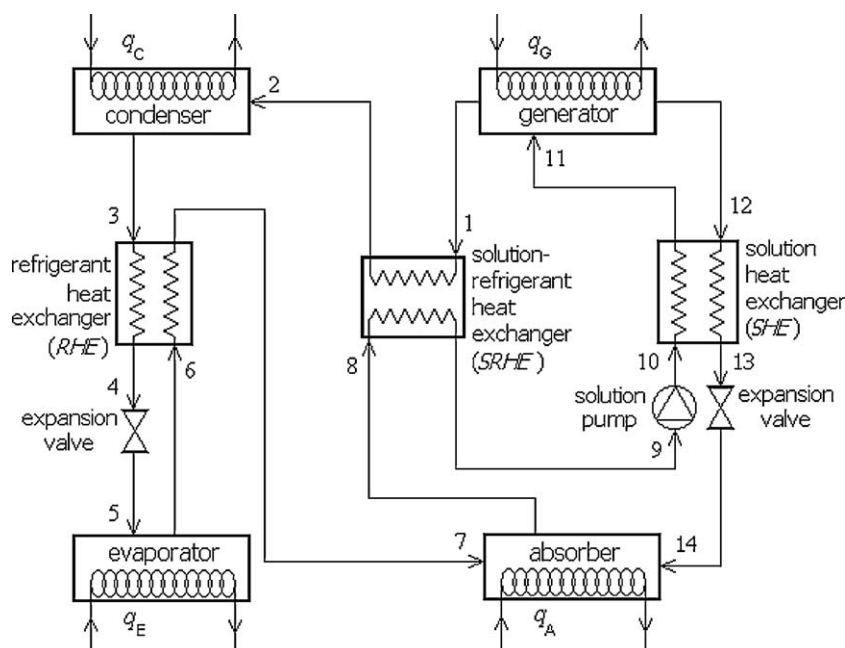 q_C
q_G
2
condenser
generator
11
3
1
12
refrigerant
heat
exchanger
(RHE)
solution-
refrigerant
heat
exchanger
(SRHE)
solution
heat
exchanger
(SHE)
4
6
8
10
13
expansion
valve
solution
pump
expansion
valve
9
5
7
14
evaporator
absorber
q_E
q_A